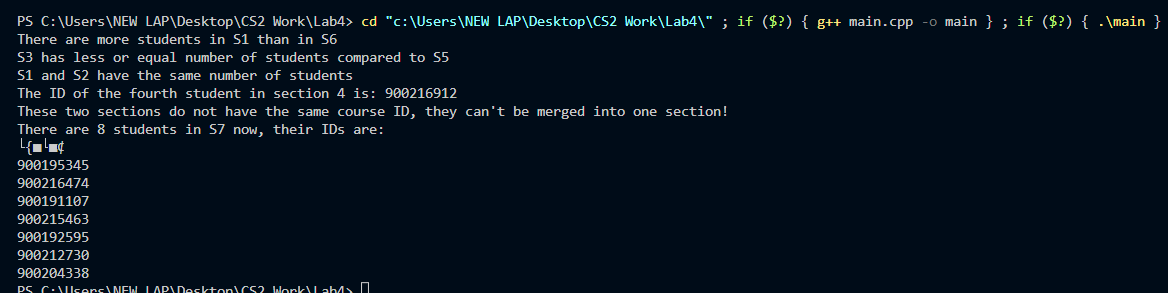 PS C:\Users\NEW LAP\Desktop\CS2 Work\Lab4> cd "c:\Users\NEW LAP\Desktop\CS2 Work\Lab4\" ; if ($?) { g++ main.cpp -o main } ; if ($?) { .\main }
There are more students in S1 than in S6
S3 has less or equal number of students compared to S5
S1 and S2 have the same number of students
The ID of the fourth student in section 4 is: 900216912
These two sections do not have the same course ID, they can't be merged into one section!
There are 8 students in S7 now, their IDs are:
└{■└■¢
900195345
900216474
900191107
900215463
900192595
900212730
900204338
PS C:\Users\NEW LAP\Desktop\CS2 Work\Lab4>